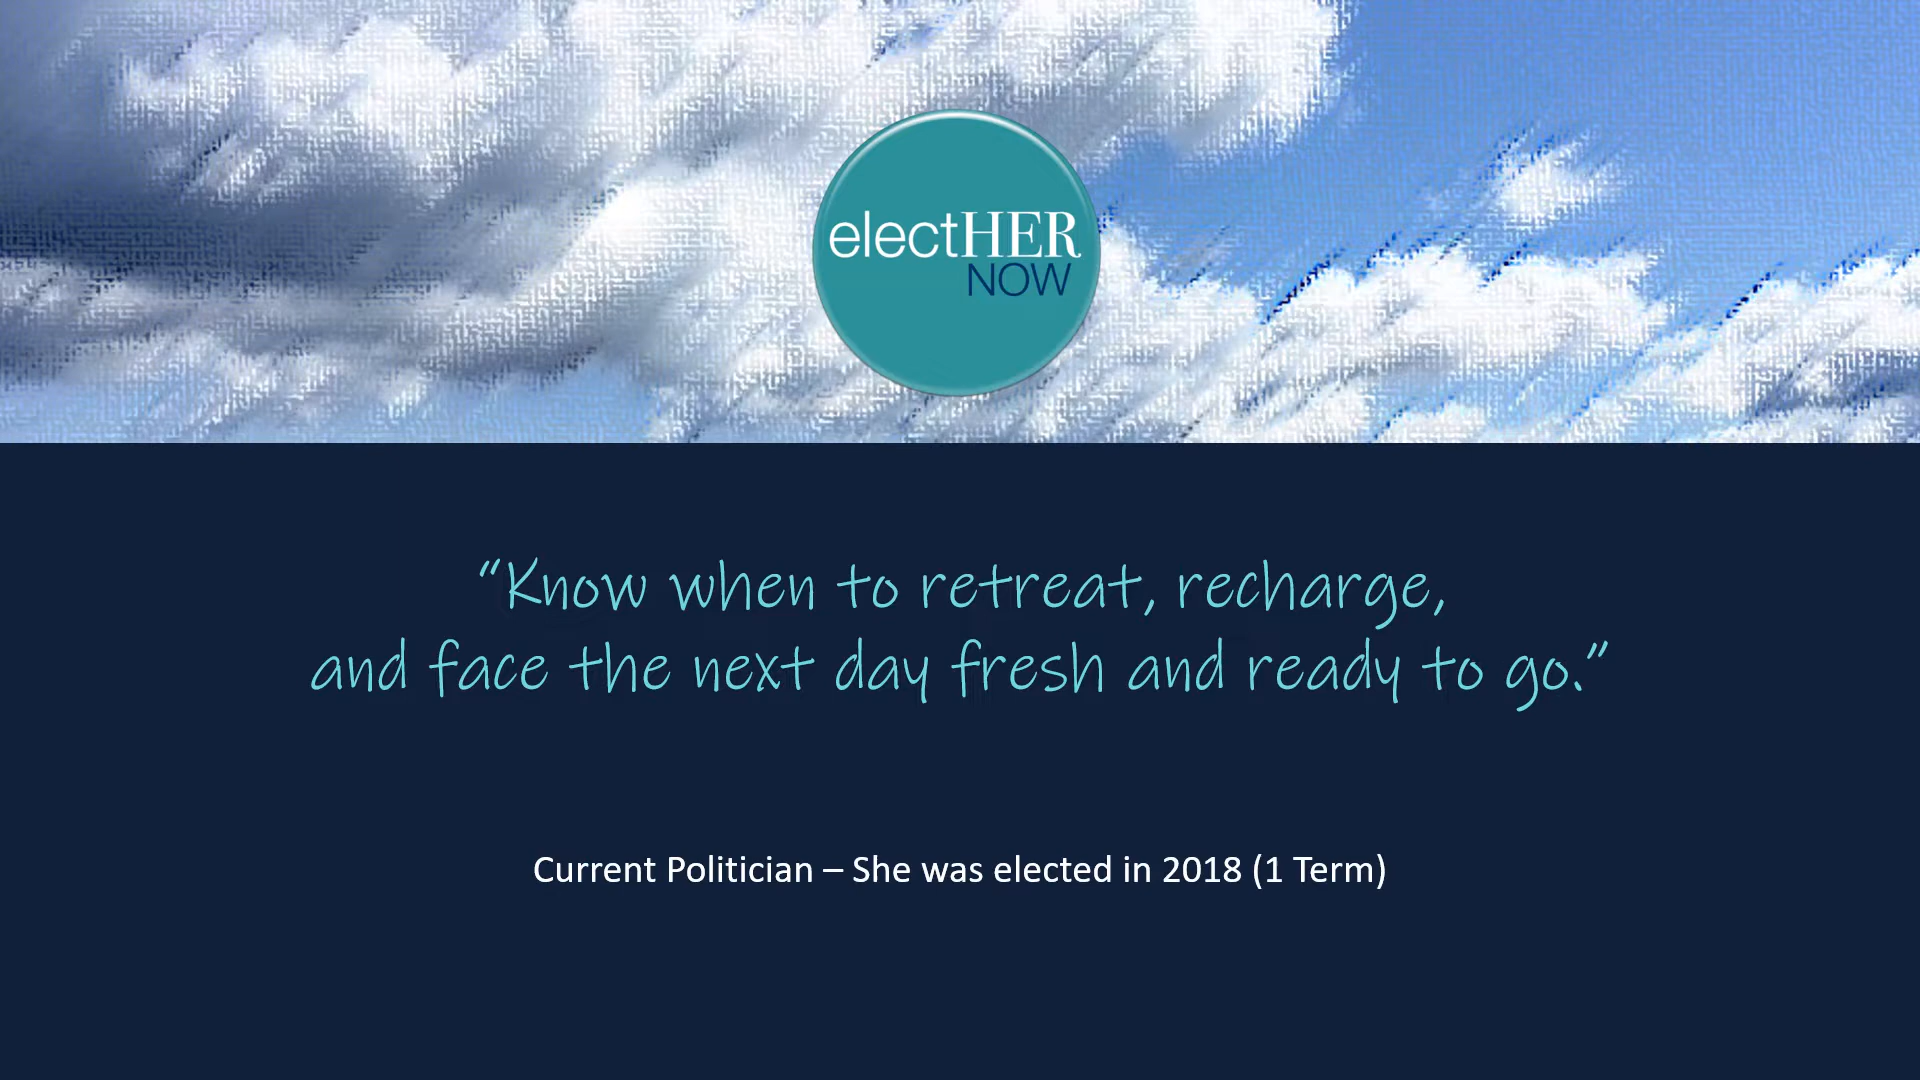 electHER
NOW
“Know when to retreat, recharge,
and face the next day fresh and ready to go.”
Current Politician – She was elected in 2018 (1 Term)